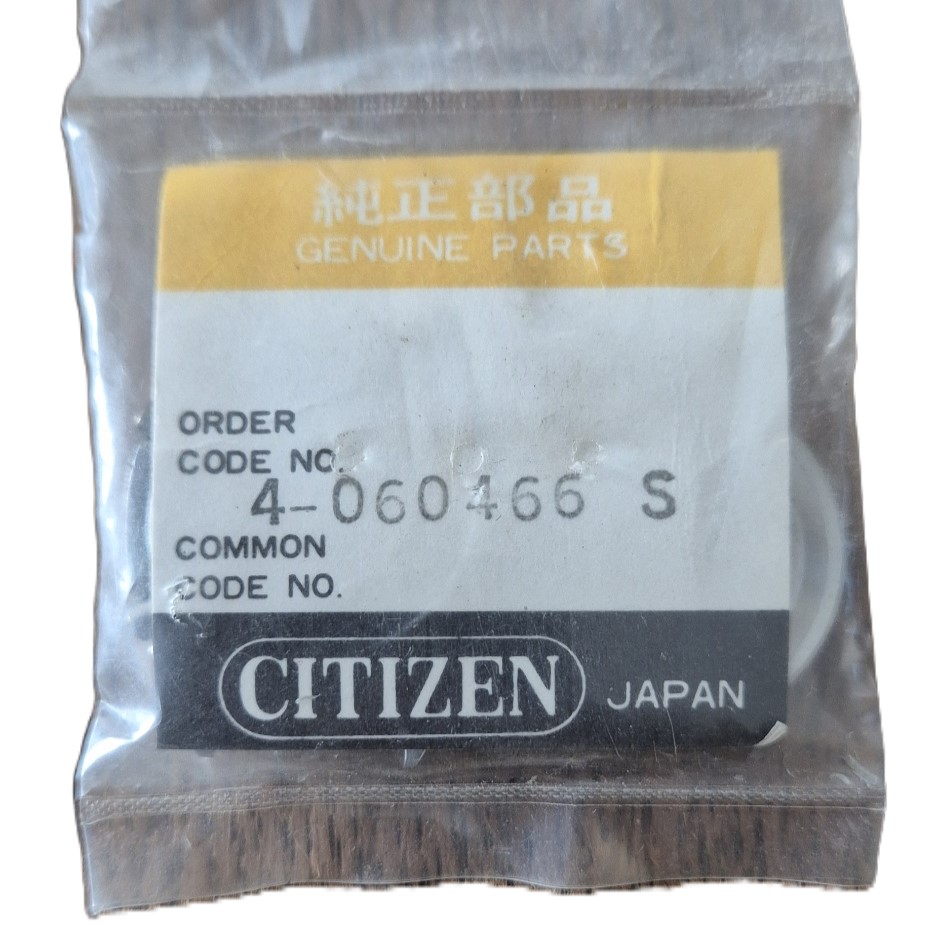 純正部品
GENUINE PARTS
ORDER
CODE NO.
4-060466 S
COMMON
CODE NO.
CITIZEN JAPAN